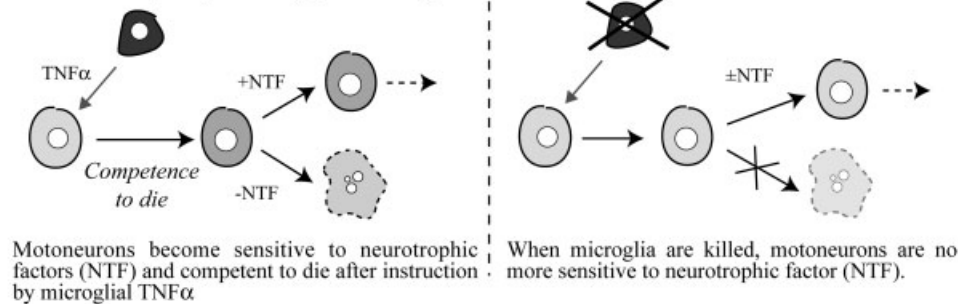 TNFα
+NTF
Competence
to die
-NTF
Motoneurons become sensitive to neurotrophic
factors (NTF) and competent to die after instruction
by microglial TNFα
±NTF
When microglia are killed, motoneurons are no
more sensitive to neurotrophic factor (NTF).